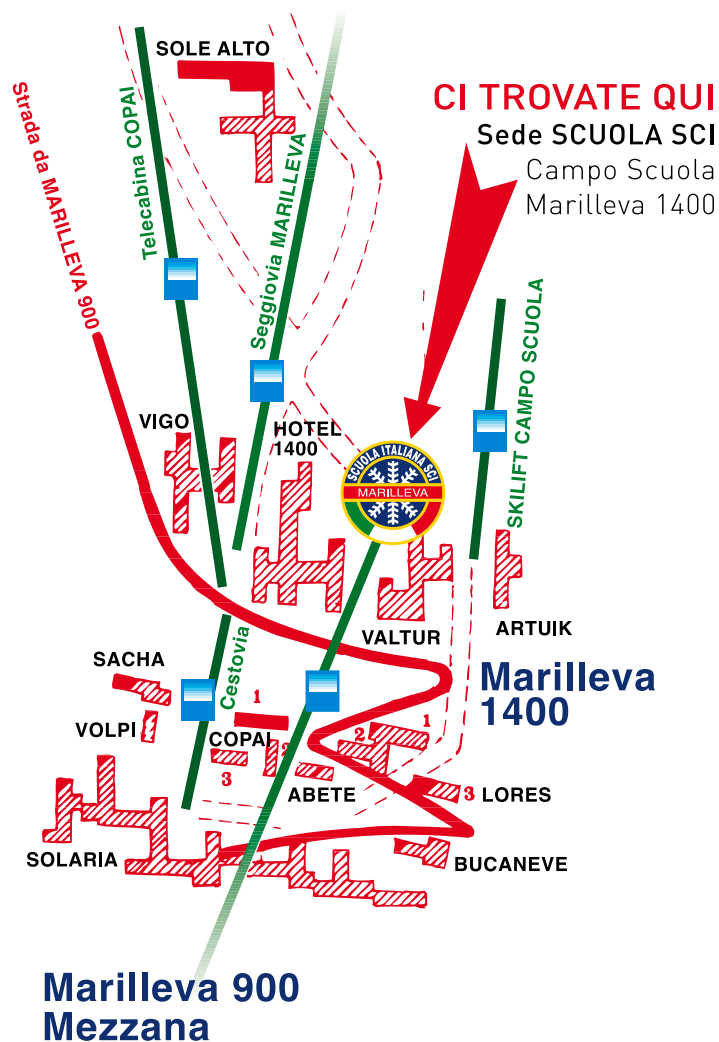 SOLE ALTO
CI TROVATE QUI
Sede SCUOLA SCI
Campo Scuola
Marilleva 1400
Strada da MARILLEVA 900
Telecabina COPAI
Seggiovia MARILLEVA
SKILIFT CAMPO SCUOLA
VIGO
HOTEL
1400
SCUOLA ITALIANA SCI
MARILLEVA
VALTUR
ARTUIK
SACHA
Cestovia
Marilleva
1400
VOLPI
1
COPAI
2
3
ABETE
1
2
3 LORES
SOLARIA
BUCANEVE
Marilleva 900
Mezzana